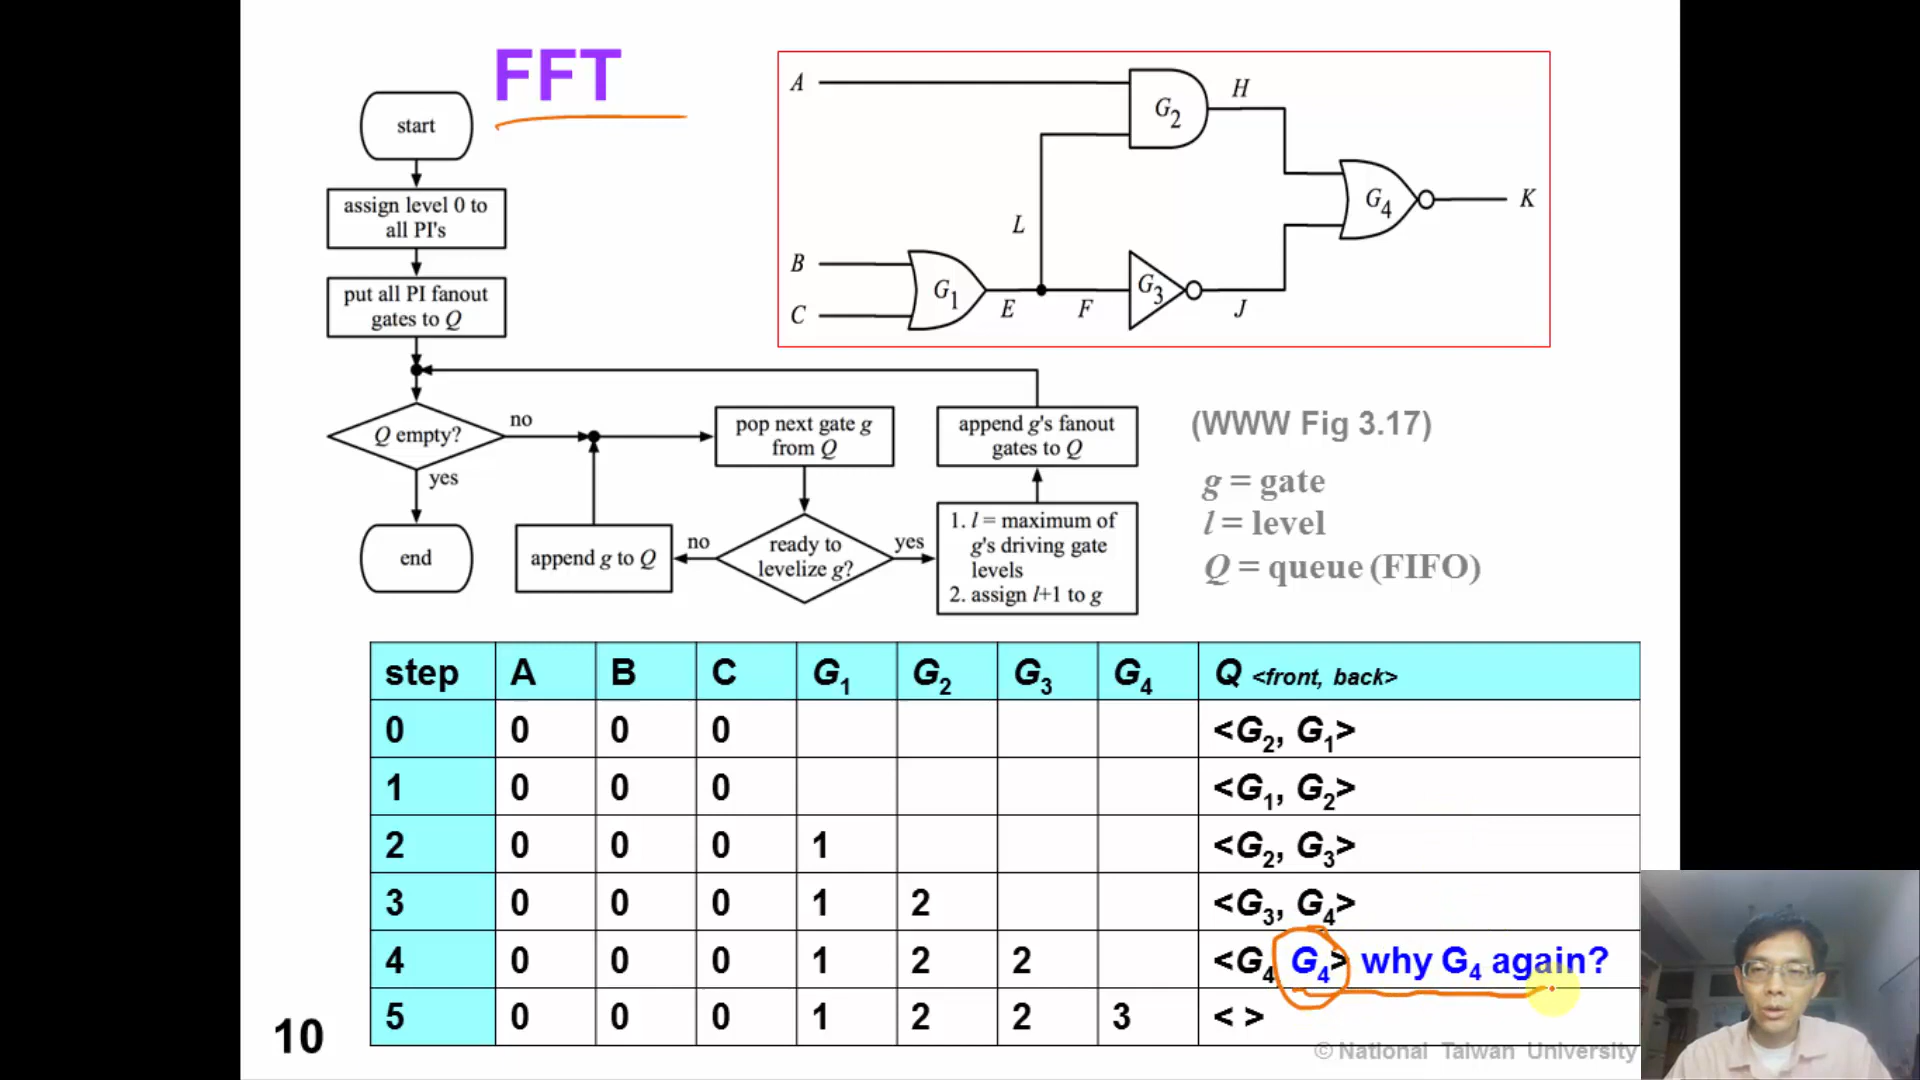 FFT
start
assign level 0 to
all PI's
put all PI fanout
gates to Q
Q empty?
no
yes
end
pop next gate g
from Q
ready to
levelize g?
no
yes
append g to Q
1. l = maximum of
g's driving gate
levels
2. assign l+1 to g
append g's fanout
gates to Q
A
B
C
G1
E
L
F
G2
H
G3
J
G4
K
(WWW Fig 3.17)
g = gate
l = level
Q = queue (FIFO)
step A B C G1 G2 G3 G4 Q <front, back>
0 0 0 0 <G2, G1>
1 0 0 0 <G1, G2>
2 0 0 0 1 <G2, G3>
3 0 0 0 1 2 <G3, G4>
4 0 0 0 1 2 2 <G4 G4> why G4 again?
5 0 0 0 1 2 2 3 < >
10
© National Taiwan University